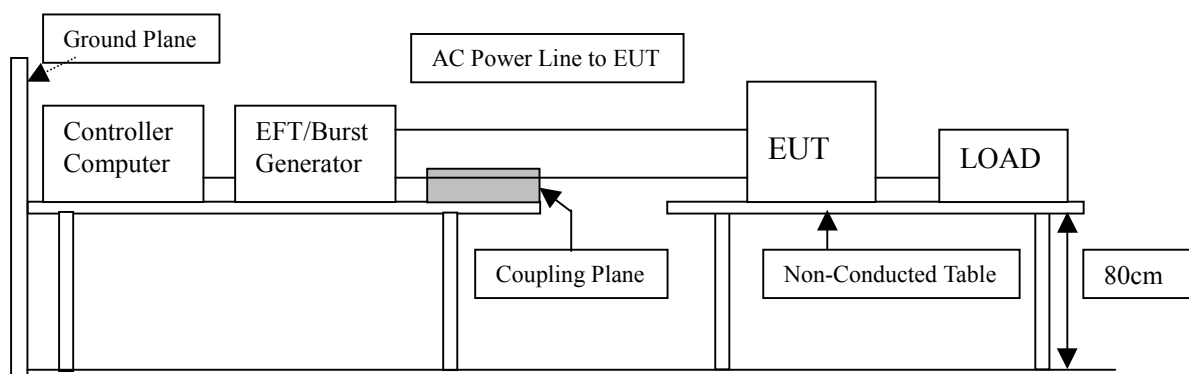 Ground Plane
AC Power Line to EUT
Controller
Computer
EFT/Burst
Generator
EUT
LOAD
Coupling Plane
Non-Conducted Table
80cm